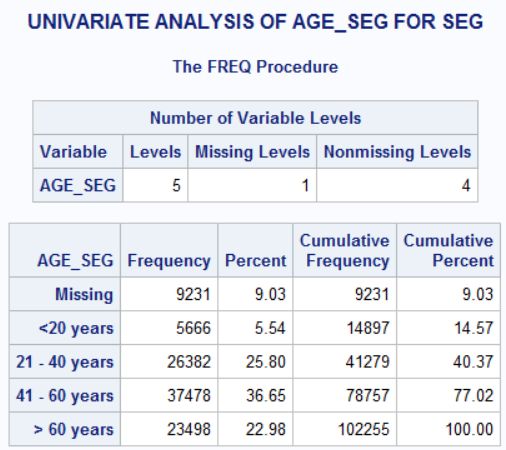 UNIVARIATE ANALYSIS OF AGE_SEG FOR SEG
The FREQ Procedure
Number of Variable Levels
Variable Levels Missing Levels Nonmissing Levels
AGE_SEG 5 1 4
AGE_SEG Frequency Percent Cumulative Frequency Cumulative Percent
Missing 9231 9.03 9231 9.03
<20 years 5666 5.54 14897 14.57
21 - 40 years 26382 25.80 41279 40.37
41 - 60 years 37478 36.65 78757 77.02
> 60 years 23498 22.98 102255 100.00